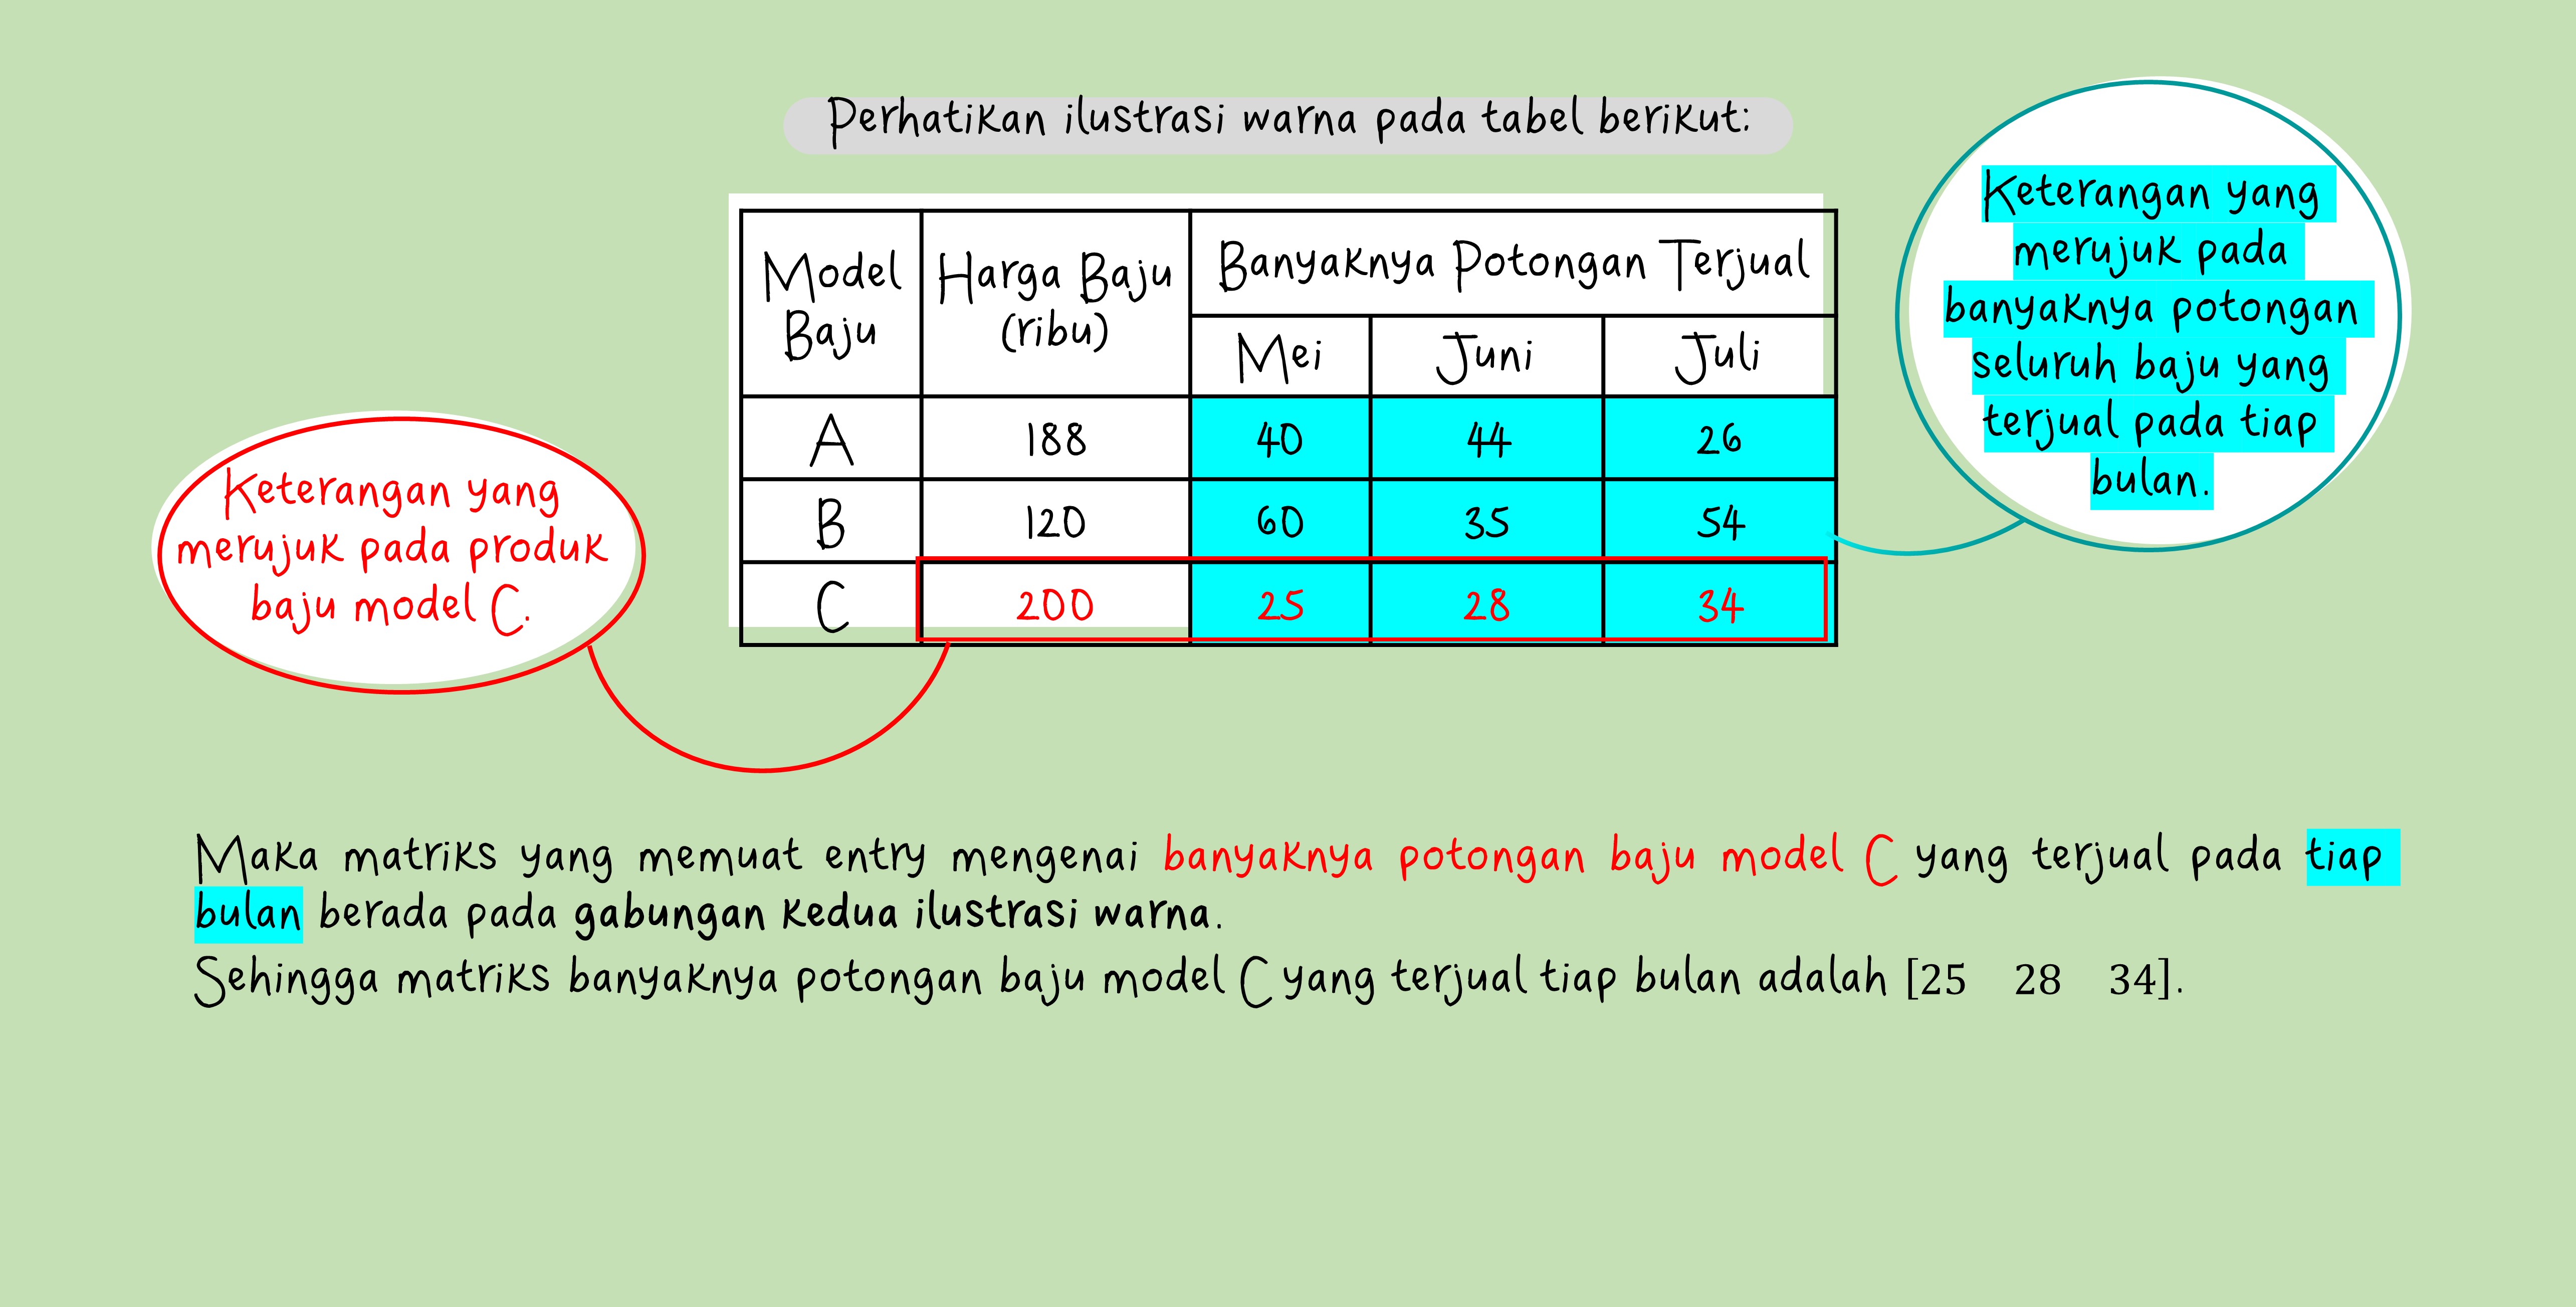 Perhatikan ilustrasi warna pada tabel berikut:
Model Baju Harga Baju (ribu) Banyaknya Potongan Terjual
Mei Juni Juli
A 188 40 44 26
B 120 60 35 54
C 200 25 28 34
Keterangan yang
merujuk pada
banyaknya potongan
seluruh baju yang
terjual pada tiap
bulan.
Keterangan yang
merujuk pada produk
baju model C.
Maka matriks yang memuat entry mengenai banyaknya potongan baju model C yang terjual pada tiap
bulan berada pada gabungan kedua ilustrasi warna.
Sehingga matriks banyaknya potongan baju model C yang terjual tiap bulan adalah [25 28 34].